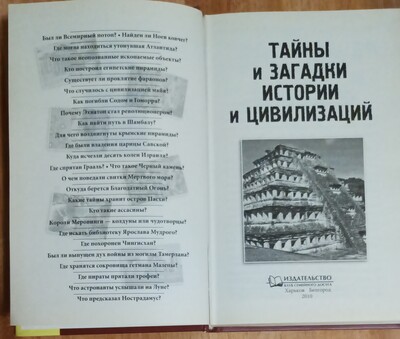 Был ли Всемирный потоп? • Найден ли Ноев ковчег?
Где могла находиться утонувшая Атлантида?
Что такое неопознанные ископаемые объекты?
Кто построил египетские пирамиды?
Существует ли проклятие фараонов?
Что случилось с цивилизацией майя?
Как погибли Содом и Гоморра?
Почему Эхнатон стал революционером?
Как найти путь в Шамбалу?
Для чего воздвигнуты крымские пирамиды?
Где были владения царицы Савской?
Куда исчезли десять колен Израиля?
Где спрятан Грааль? • Что такое Черный камень?
О чем поведали свитки Мертвого моря?
Откуда берется Благодатный Огонь?
Какие тайны хранит остров Пасхи?
Кто такие ассасины?
Короли Меровинги — колдуны или чудотворцы?
Где искать библиотеку Ярослава Мудрого?
Где похоронен Чингисхан?
Был ли выпущен дух войны из могилы Тамерлана?
Где хранятся сокровища гетмана Мазепы?
Где пираты прятали трофеи?
Что астронавты услышали на Луне?
Что предсказал Нострадамус?
ТАЙНЫ
И ЗАГАДКИ
ИСТОРИИ
И ЦИВИЛИЗАЦИЙ
ИЗДАТЕЛЬСТВО
Харьков Белгород